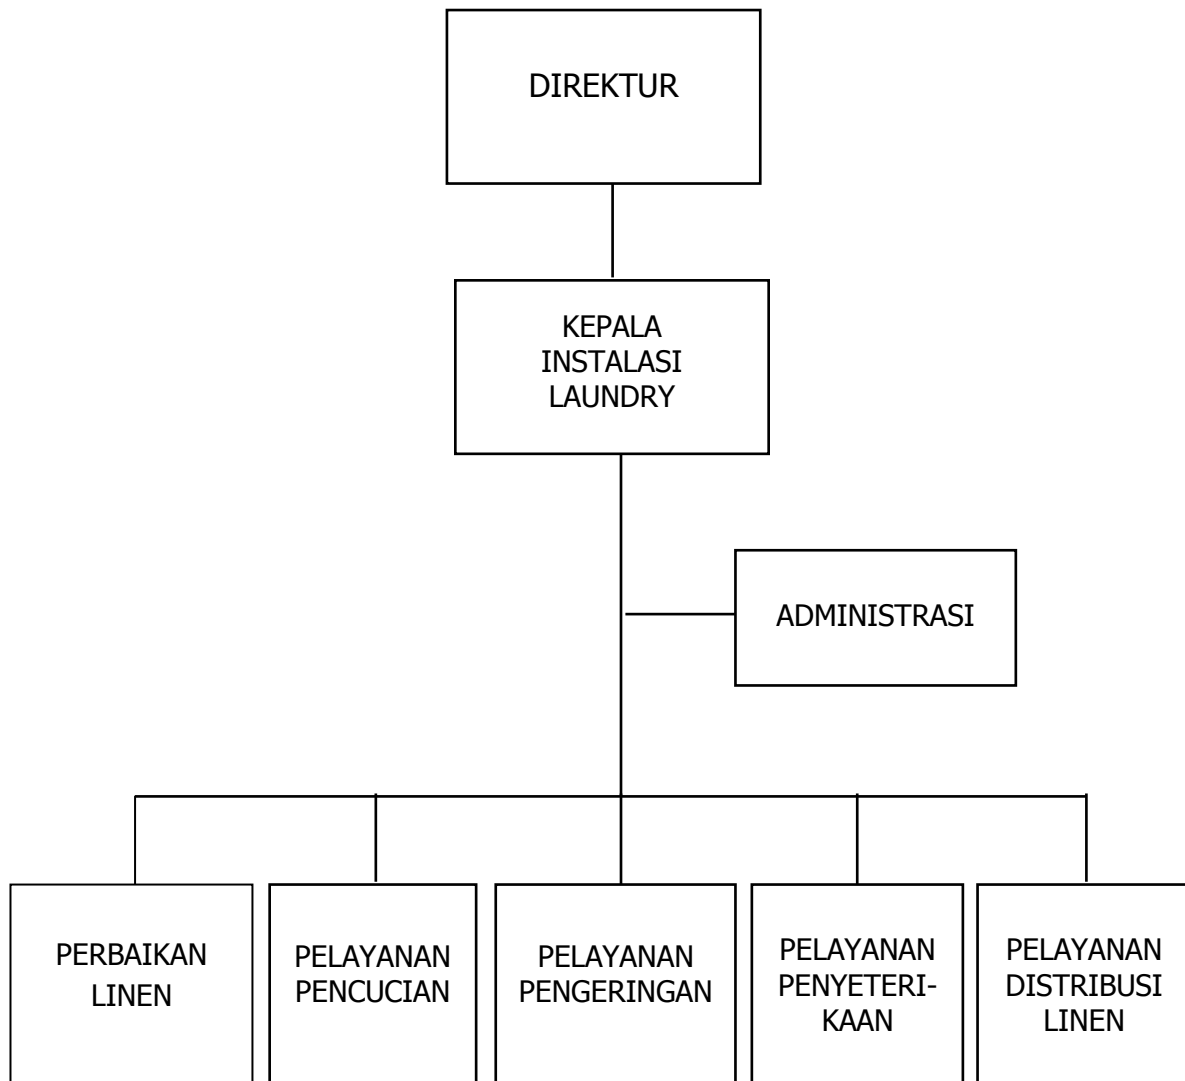 DIREKTUR
KEPALA
INSTALASI
LAUNDRY
ADMINISTRASI
PERBAIKAN
LINEN
PELAYANAN
PENCUCIAN
PELAYANAN
PENGERINGAN
PELAYANAN
PENYETERI-
KAAN
PELAYANAN
DISTRIBUSI
LINEN